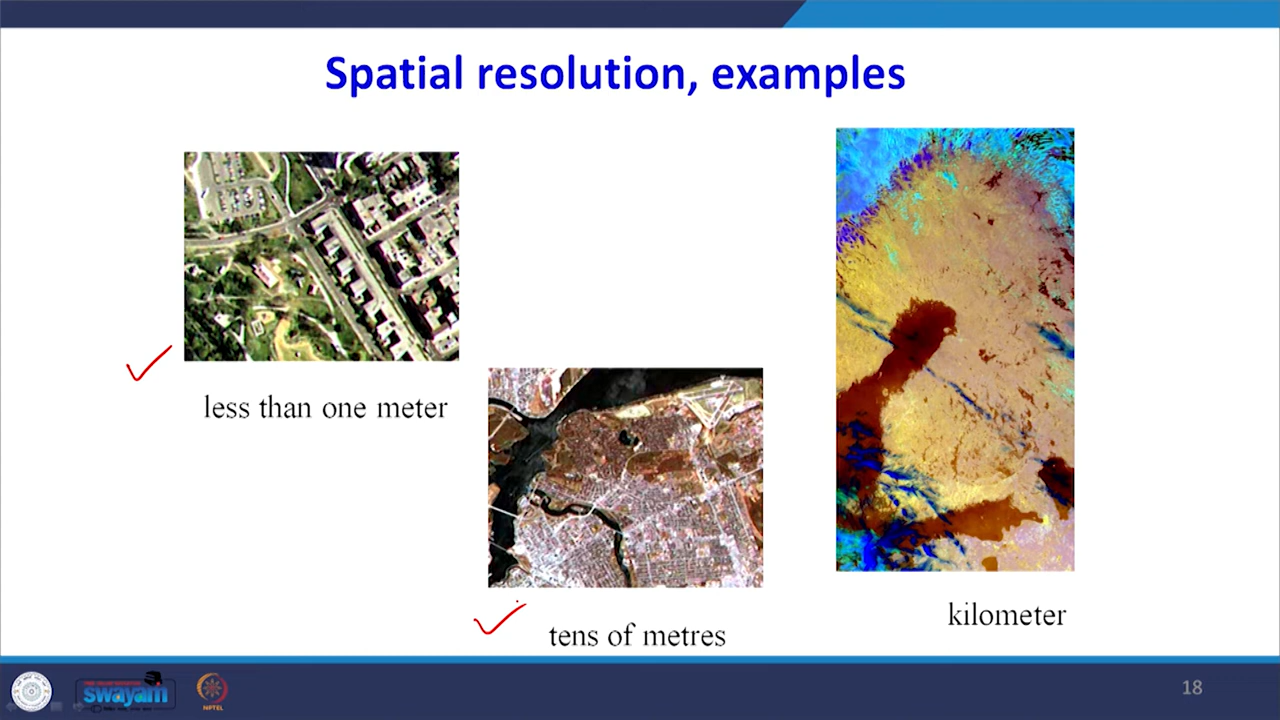 Spatial resolution, examples
less than one meter
tens of metres
kilometer
swayam
NPTEL
18